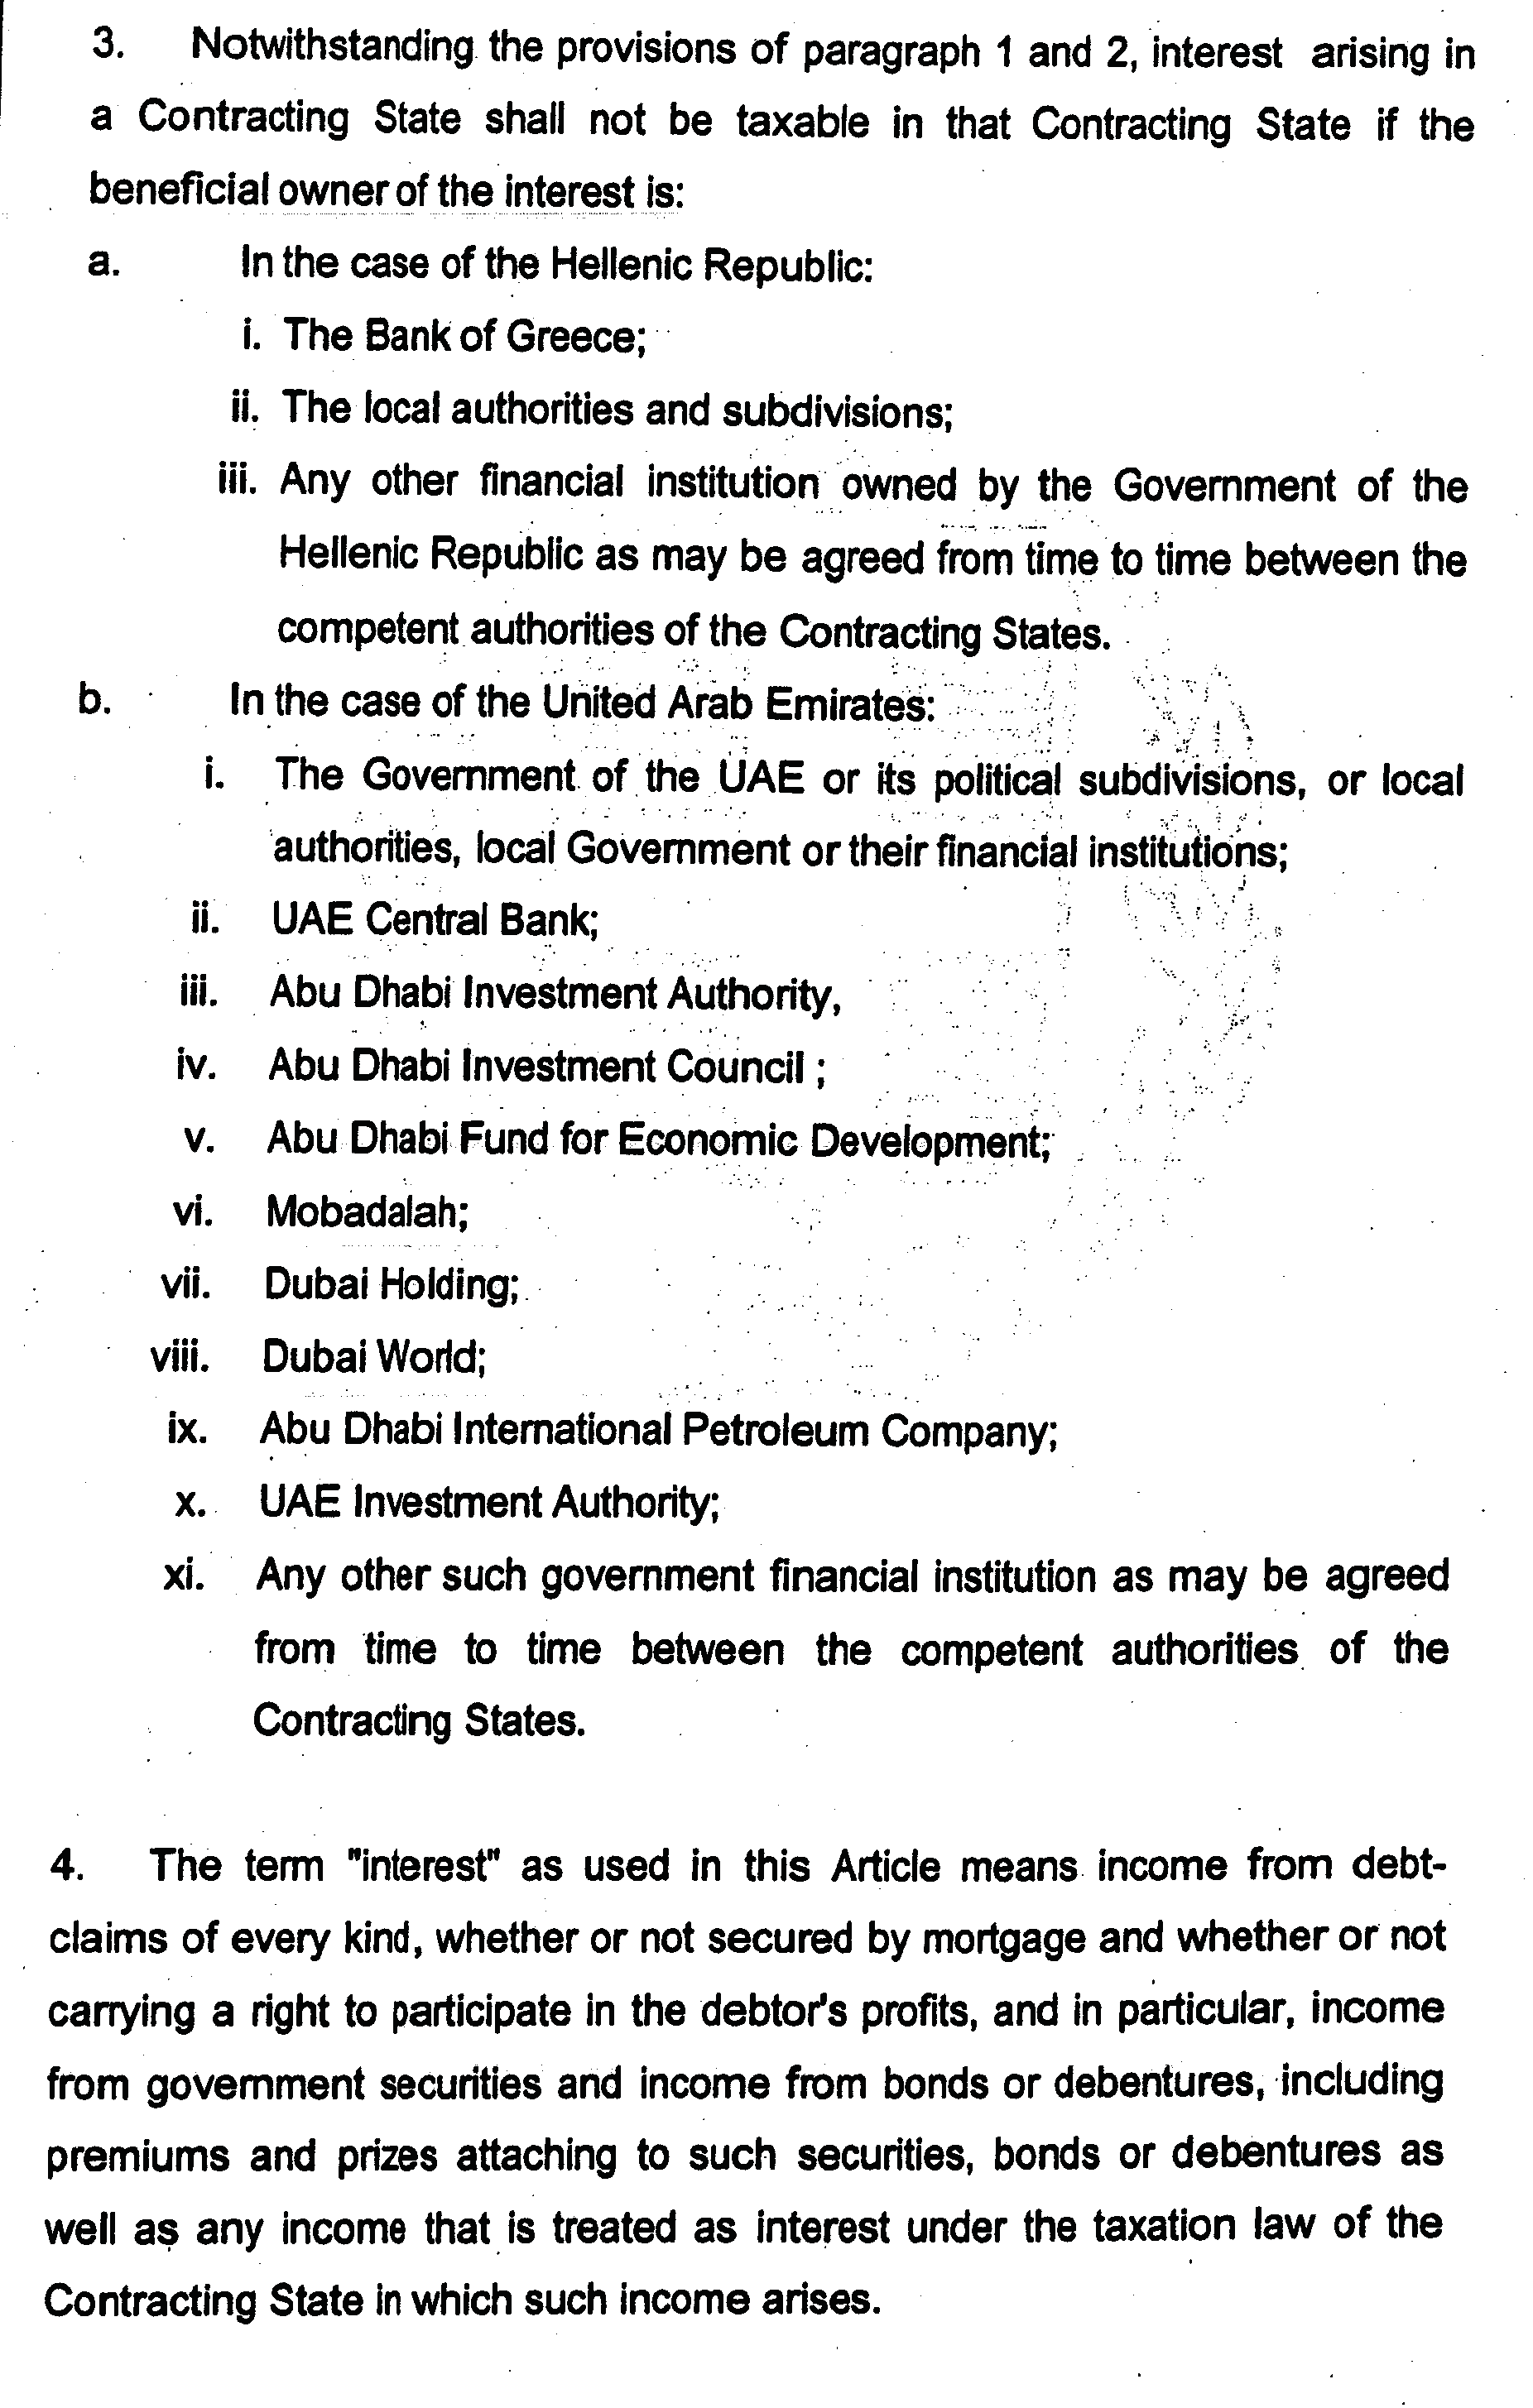 3. Notwithstanding the provisions of paragraph 1 and 2, interest arising in
a Contracting State shall not be taxable in that Contracting State if the
beneficial owner of the interest is:
a. In the case of the Hellenic Republic:
i. The Bank of Greece;
ii. The local authorities and subdivisions;
iii. Any other financial institution owned by the Government of the
Hellenic Republic as may be agreed from time to time between the
competent authorities of the Contracting States.
b. In the case of the United Arab Emirates:
i. The Government of the UAE or its political subdivisions, or local
authorities, local Government or their financial institutions;
ii. UAE Central Bank;
iii. Abu Dhabi Investment Authority,
iv. Abu Dhabi Investment Council ;
v. Abu Dhabi Fund for Economic Development;
vi. Mobadalah;
vii. Dubai Holding;
viii. Dubai World;
ix. Abu Dhabi International Petroleum Company;
x. UAE Investment Authority;
xi. Any other such government financial institution as may be agreed
from time to time between the competent authorities of the
Contracting States.
4. The term "interest" as used in this Article means income from debt-
claims of every kind, whether or not secured by mortgage and whether or not
carrying a right to participate in the debtor's profits, and in particular, income
from government securities and income from bonds or debentures, including
premiums and prizes attaching to such securities, bonds or debentures as
well as any income that is treated as interest under the taxation law of the
Contracting State in which such income arises.